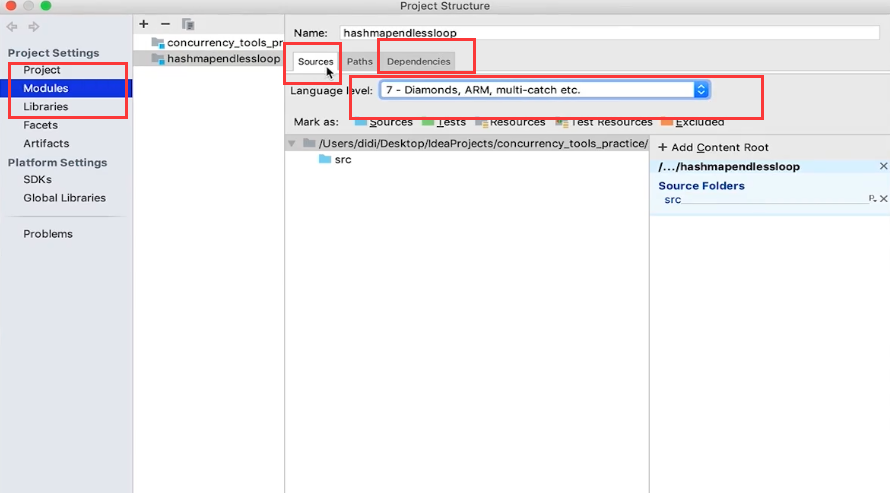 Project Structure
Project Settings
Project
Modules
Libraries
Facets
Artifacts
Platform Settings
SDKs
Global Libraries
Problems
concurrency_tools_pr
hashmapendlessloop
Name: hashmapendlessloop
Sources Paths Dependencies
Language level: 7 - Diamonds, ARM, multi-catch etc.
Mark as: Sources Tests Resources Test Resources Excluded
/Users/didi/Desktop/IdeaProjects/concurrency_tools_practice/
src
+ Add Content Root
/.../hashmapendlessloop
Source Folders
src